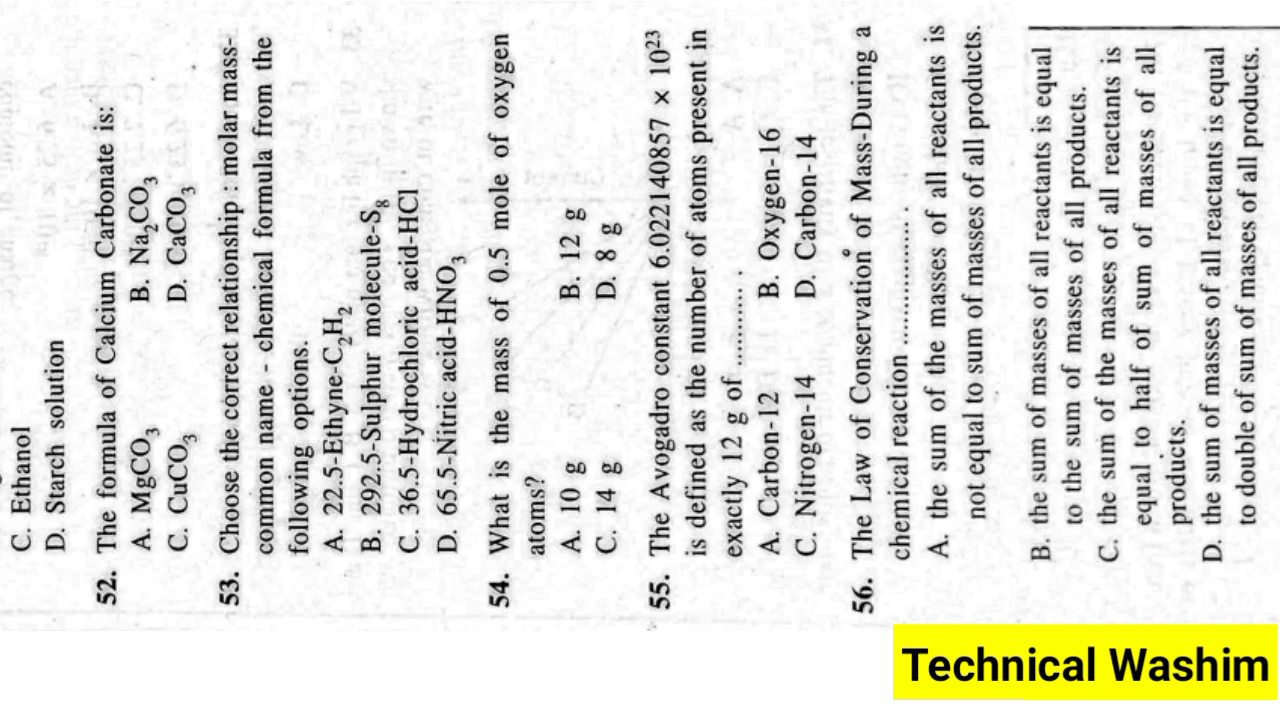 C. Ethanol
D. Starch solution
52. The formula of Calcium Carbonate is:
A. MgCO₃ B. Na₂CO₃
C. CuCO₃ D. CaCO₃
53. Choose the correct relationship : molar mass-
common name - chemical formula from the
following options.
A. 22.5-Ethyne-C₂H₂
B. 292.5-Sulphur molecule-S₈
C. 36.5-Hydrochloric acid-HCl
D. 65.5-Nitric acid-HNO₃
54. What is the mass of 0.5 mole of oxygen
atoms?
A. 10 g B. 12 g
C. 14 g D. 8 g
55. The Avogadro constant 6.022140857 × 10²³
is defined as the number of atoms present in
exactly 12 g of ............
A. Carbon-12 B. Oxygen-16
C. Nitrogen-14 D. Carbon-14
56. The Law of Conservation of Mass-During a
chemical reaction ..................
A. the sum of the masses of all reactants is
not equal to sum of masses of all products.
B. the sum of masses of all reactants is equal
to the sum of masses of all products.
C. the sum of the masses of all reactants is
equal to half of sum of masses of all
products.
D. the sum of masses of all reactants is equal
to double of sum of masses of all products.
Technical Washim